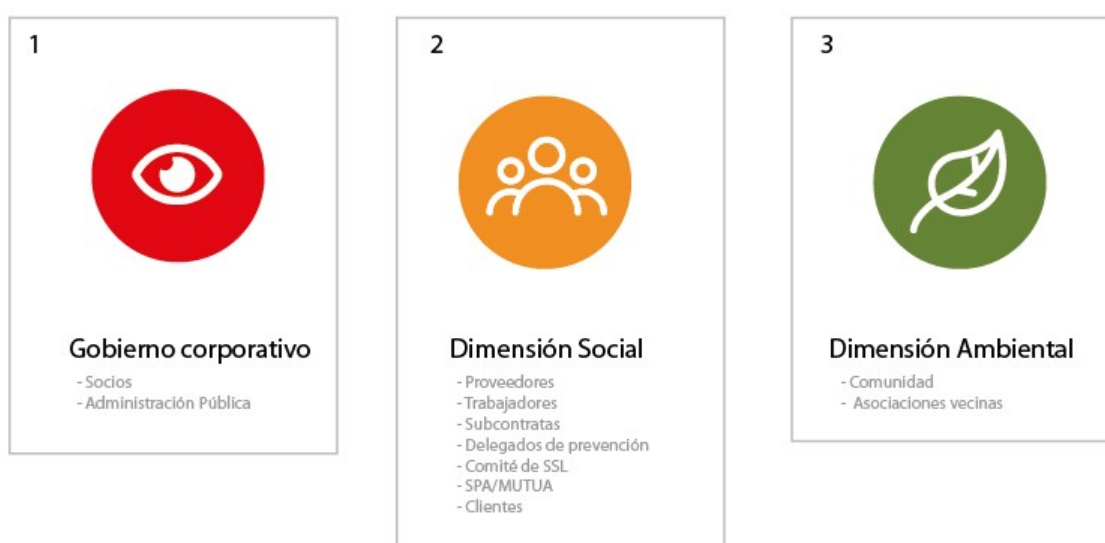 1
Gobierno corporativo
- Socios
- Administración Pública
2
Dimensión Social
- Proveedores
- Trabajadores
- Subcontratas
- Delegados de prevención
- Comité de SSL
- SPA/MUTUA
- Clientes
3
Dimensión Ambiental
- Comunidad
- Asociaciones vecinas